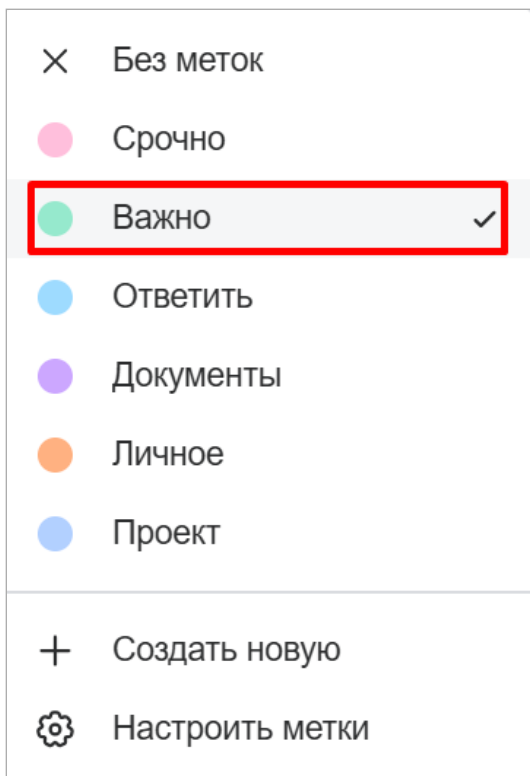 Без меток
Срочно
Важно
Ответить
Документы
Личное
Проект
Создать новую
Настроить метки